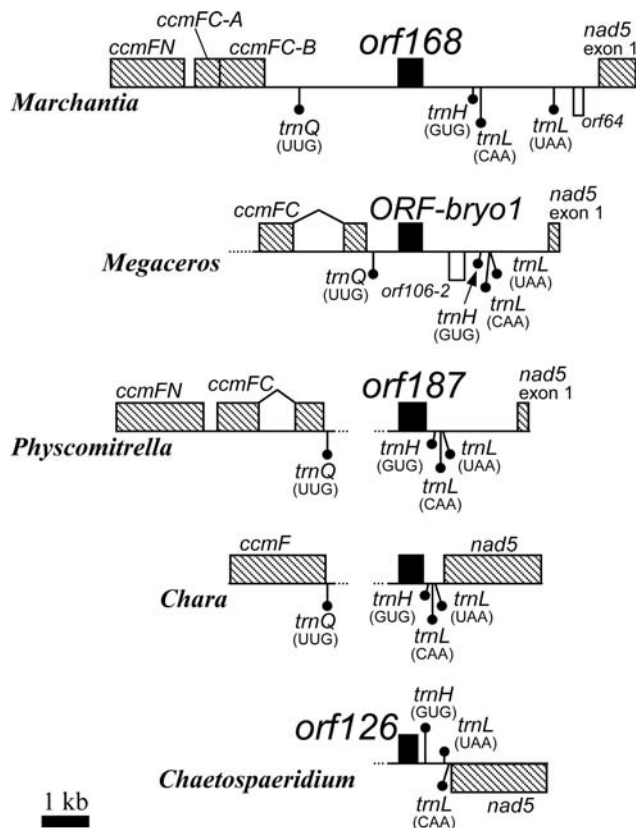 ccmFC-A
ccmFN ccmFC-B orf168 nad5
exon 1
Marchantia
trnQ
(UUG)
trnH
(GUG)
trnL
(CAA)
trnL
(UAA)
orf64
ccmFC ORF-bryo1 nad5
exon 1
Megaceros
trnQ
(UUG)
orf106-2
trnH
(GUG)
trnL
(CAA)
trnL
(UAA)
ccmFN ccmFC orf187 nad5
exon 1
Physcomitrella
trnQ
(UUG)
trnH
(GUG)
trnL
(CAA)
trnL
(UAA)
ccmF nad5
Chara
trnQ
(UUG)
trnH
(GUG)
trnL
(CAA)
trnL
(UAA)
orf126
trnH
(GUG)
trnL
(UAA)
Chaetospaeridium
trnL
(CAA)
nad5
1 kb